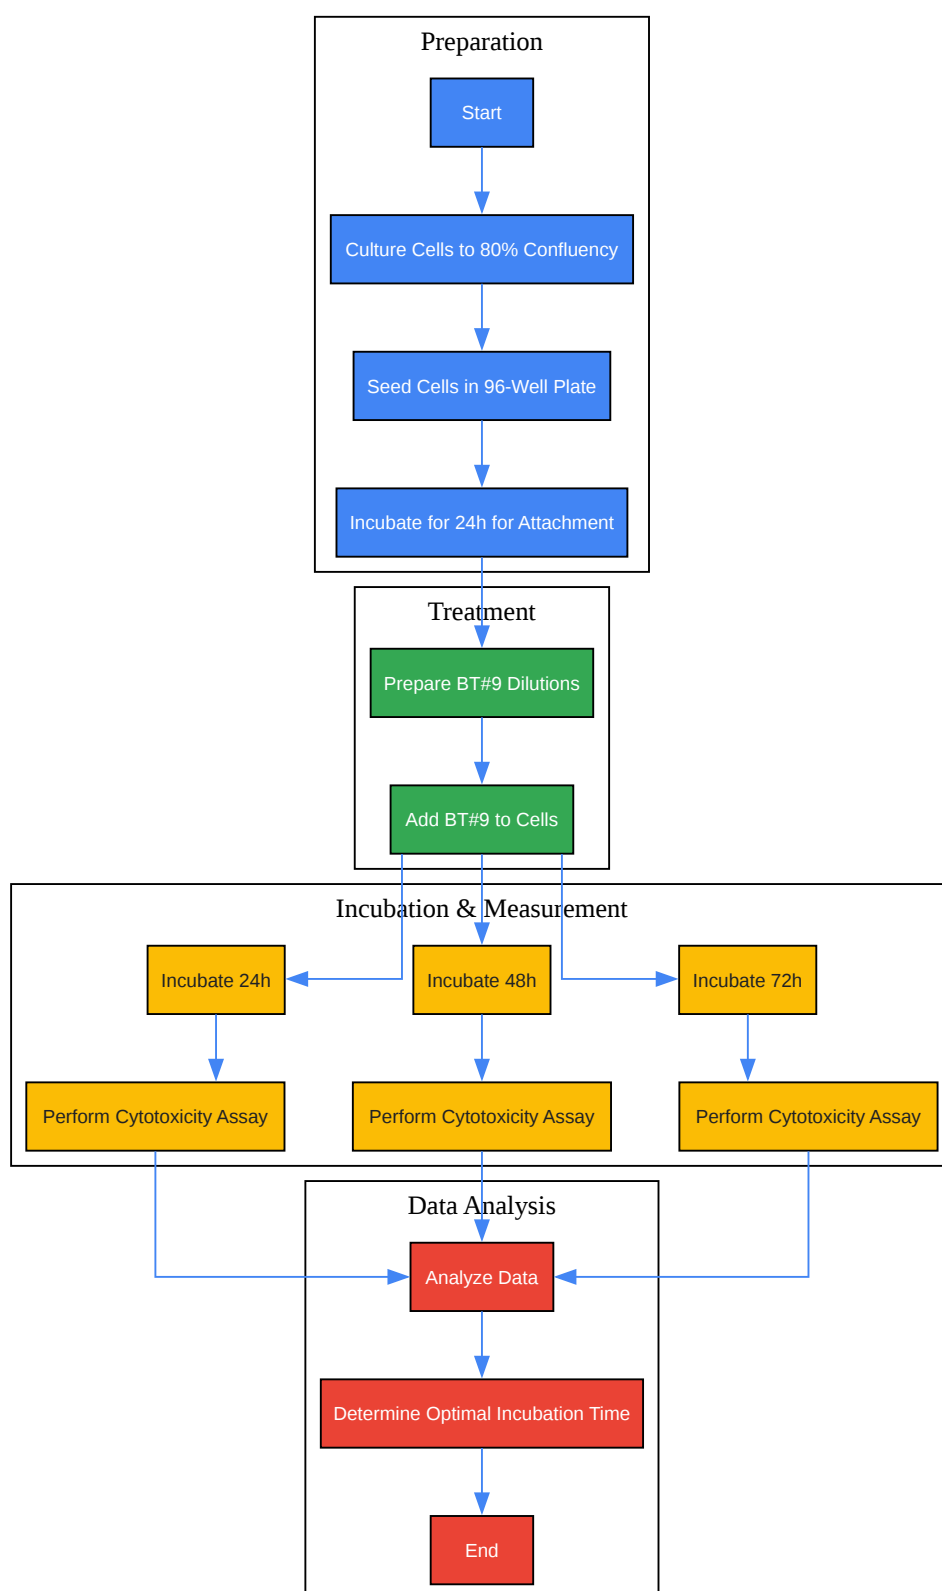 Preparation
Start
Culture Cells to 80% Confluency
Seed Cells in 96-Well Plate
Incubate for 24h for Attachment
Treatment
Prepare BT#9 Dilutions
Add BT#9 to Cells
Incubation & Measurement
Incubate 24h
Incubate 48h
Incubate 72h
Perform Cytotoxicity Assay
Perform Cytotoxicity Assay
Perform Cytotoxicity Assay
Data Analysis
Analyze Data
Determine Optimal Incubation Time
End